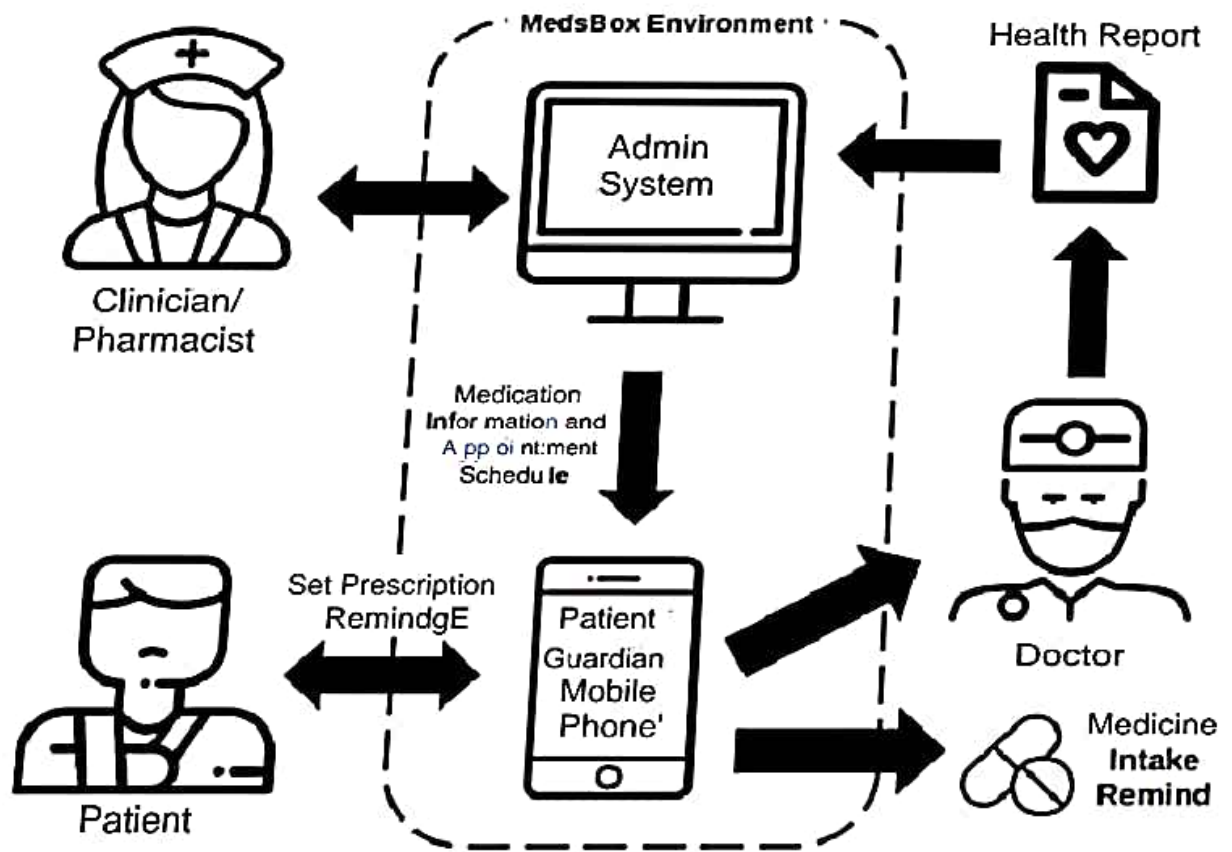 MedsBox Environment
Health Report
Admin
System
Clinician/
Pharmacist
Medication
Infor mation and
A pp oi nt:ment
Schedu le
Set Prescription
RemindgE
Patient
Guardian
Mobile
Phone'
Doctor
Medicine
Intake
Remind
Patient